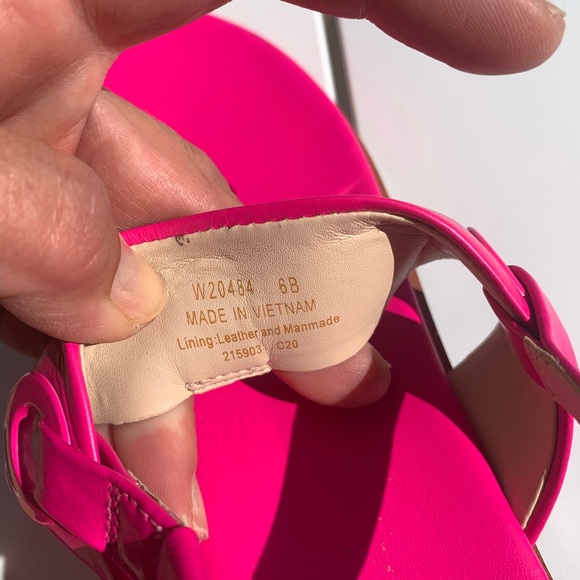 W20484 6B
MADE IN VIETNAM
Lining:Leather and Manmade
215903 C20